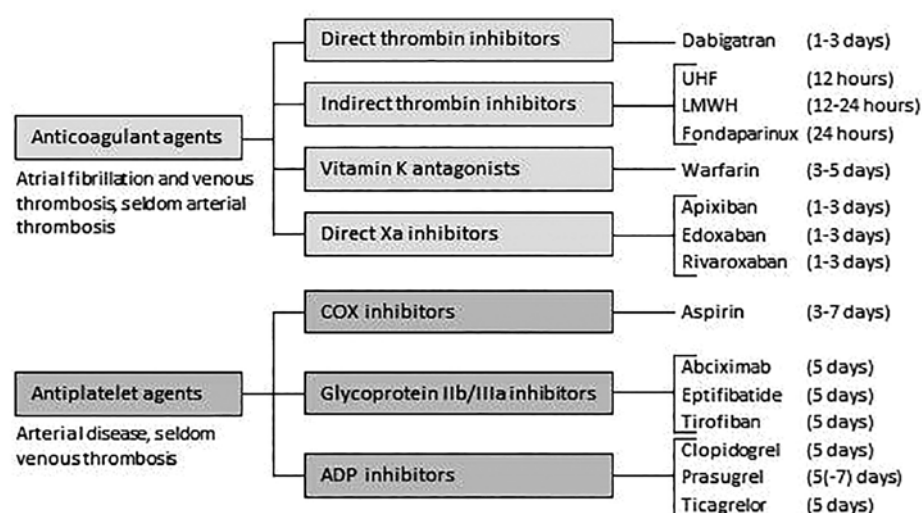 Direct thrombin inhibitors
Dabigatran (1-3 days)
UHF (12 hours)
Indirect thrombin inhibitors
LMWH (12-24 hours)
Fondaparinux (24 hours)
Anticoagulant agents
Atrial fibrillation and venous
thrombosis, seldom arterial
thrombosis
Vitamin K antagonists
Warfarin (3-5 days)
Apixiban (1-3 days)
Direct Xa inhibitors
Edoxaban (1-3 days)
Rivaroxaban (1-3 days)
COX inhibitors
Aspirin (3-7 days)
Antiplatelet agents
Arterial disease, seldom
venous thrombosis
Abciximab (5 days)
Glycoprotein IIb/IIIa inhibitors
Eptifibatide (5 days)
Tirofiban (5 days)
Clopidogrel (5 days)
ADP inhibitors
Prasugrel (5(-7) days)
Ticagrelor (5 days)